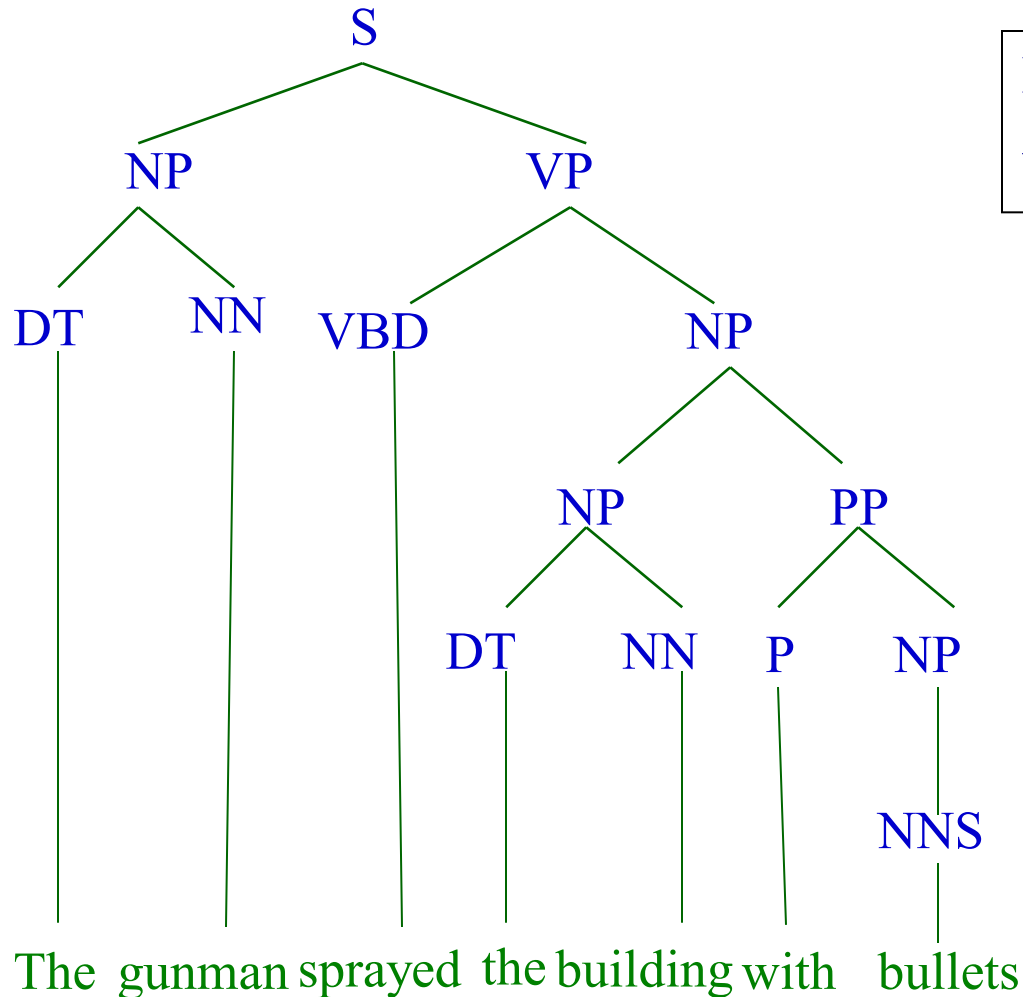 S
NP VP
DT NN VBD NP
NP PP
DT NN P NP
NNS
The gunman sprayed the building with bullets